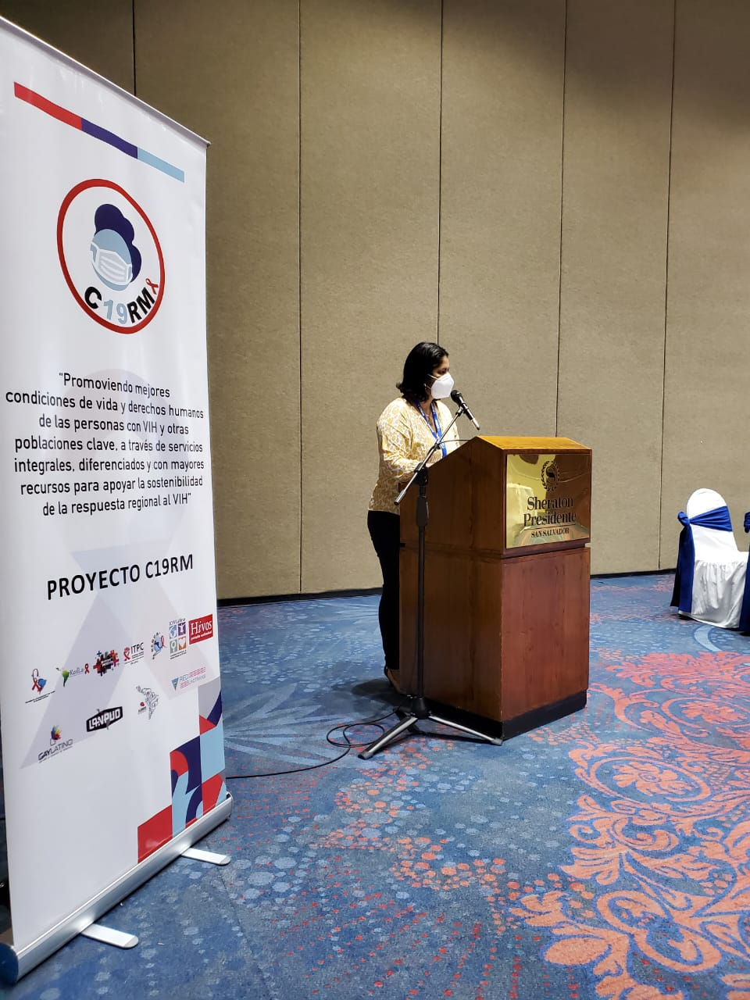 C19RM
"Promoviendo mejores
condiciones de vida y derechos humanos
de las personas con VIH y otras
poblaciones clave, a través de servicios
integrales, diferenciados y con mayores
recursos para apoyar la sostenibilidad
de la respuesta regional al VIH"
PROYECTO C19RM
ITPC
Hivos
RED
LANPUD
GAYLATINO
S
Sheraton
Presidente
SAN SALVADOR